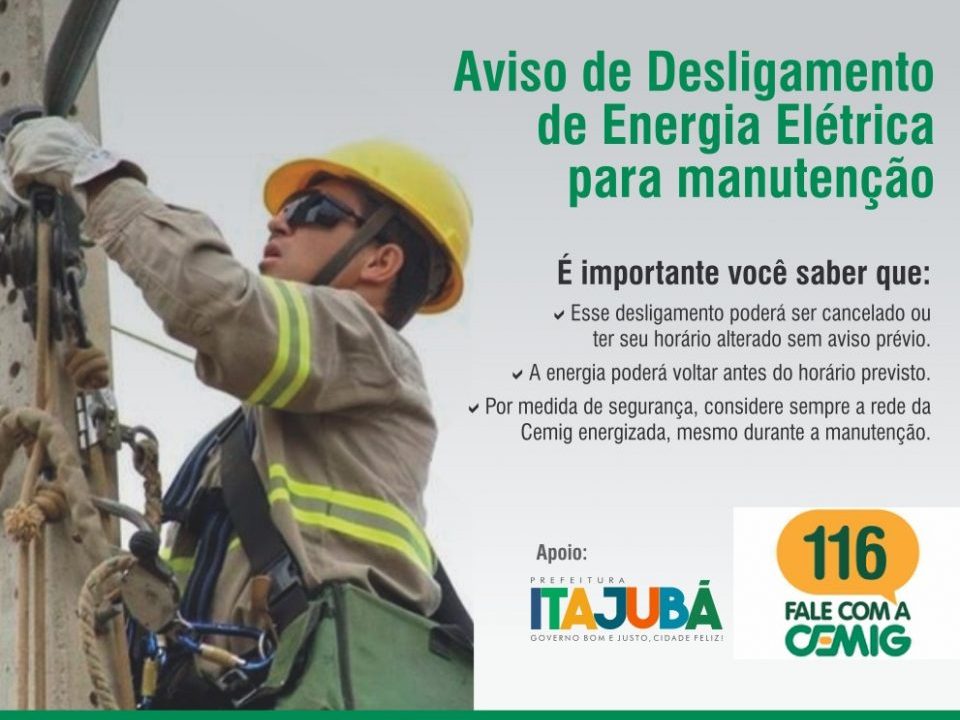 Aviso de Desligamento
de Energia Elétrica
para manutenção
É importante você saber que:
Esse desligamento poderá ser cancelado ou
ter seu horário alterado sem aviso prévio.
A energia poderá voltar antes do horário previsto.
Por medida de segurança, considere sempre a rede da
Cemig energizada, mesmo durante a manutenção.
Apoio:
PREFEITURA
ITAJUBÁ
GOVERNO BOM E JUSTO, CIDADE FELIZ!
116
FALE COM A
CEMIG